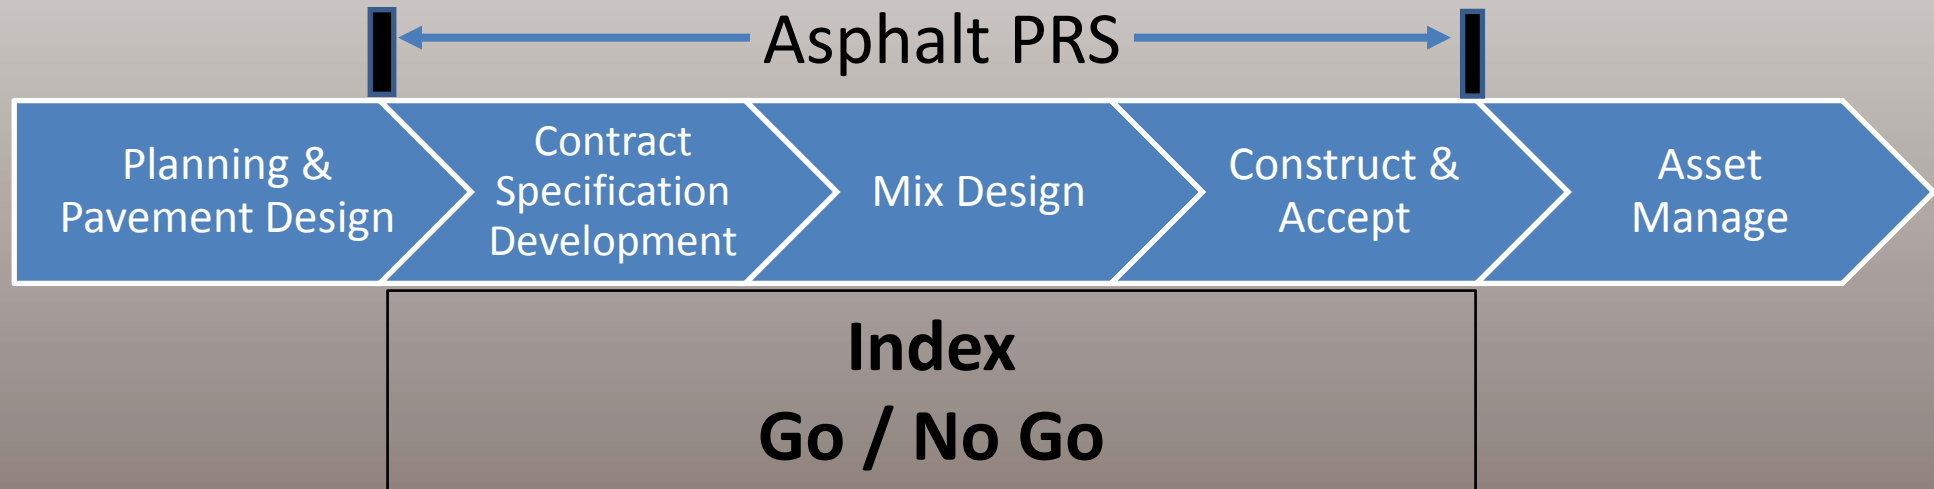 Asphalt PRS
Planning &
Pavement Design
Contract
Specification
Development
Mix Design
Construct &
Accept
Asset
Manage
Index
Go / No Go